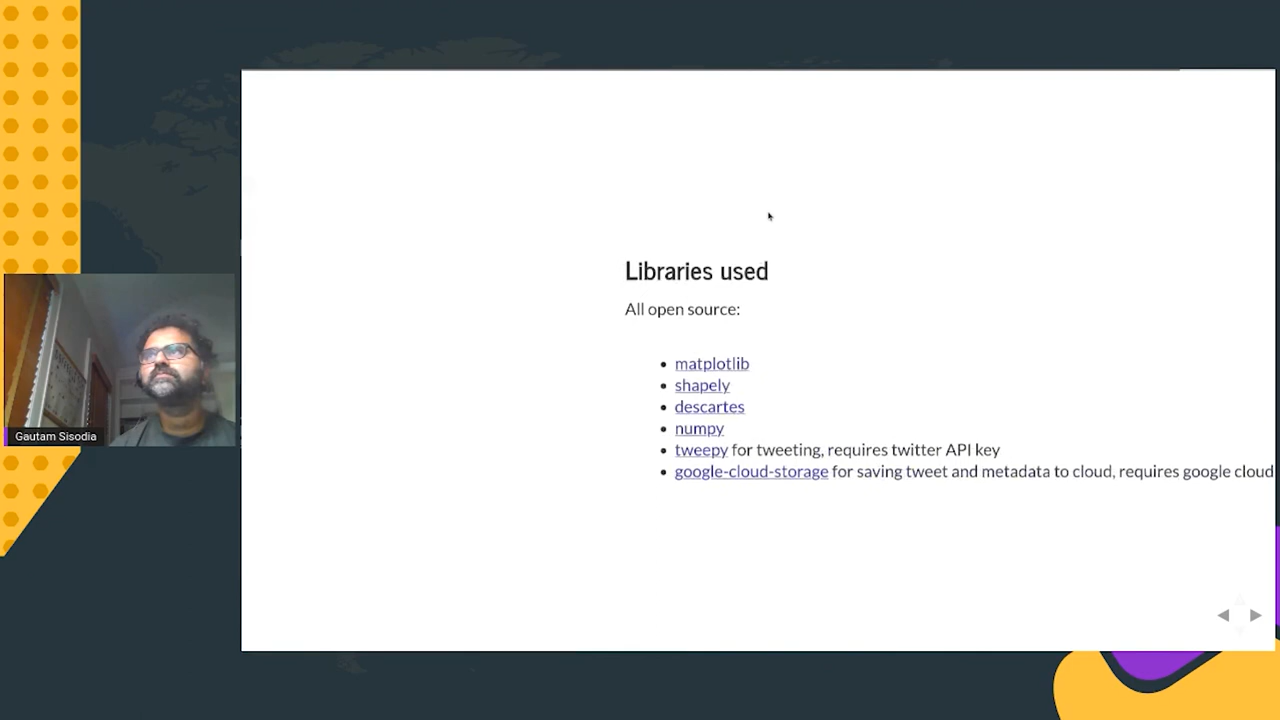 Libraries used
All open source:
matplotlib
shapely
descartes
numpy
tweepy for tweeting, requires twitter API key
google-cloud-storage for saving tweet and metadata to cloud, requires google cloud
Gautam Sisodia